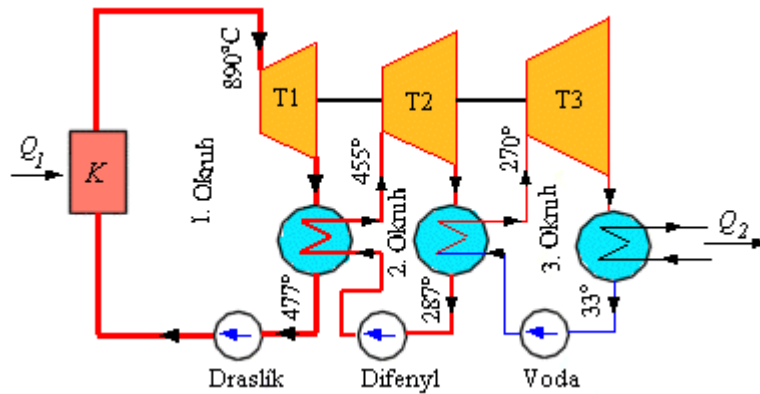 890°C
T1
T2
T3
Q1
K
1. Okruh
455°
270°
2. Okruh
3. Okruh
Q2
477°
287°
33°
Draslík
Difenyl
Voda